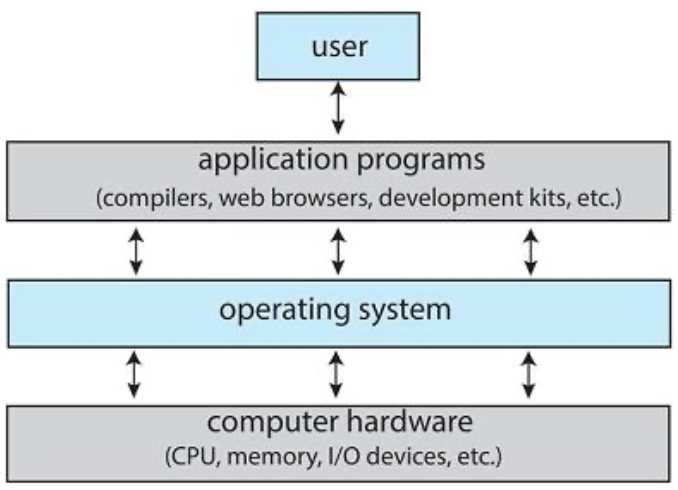 user
application programs
(compilers, web browsers, development kits, etc.)
operating system
computer hardware
(CPU, memory, I/O devices, etc.)